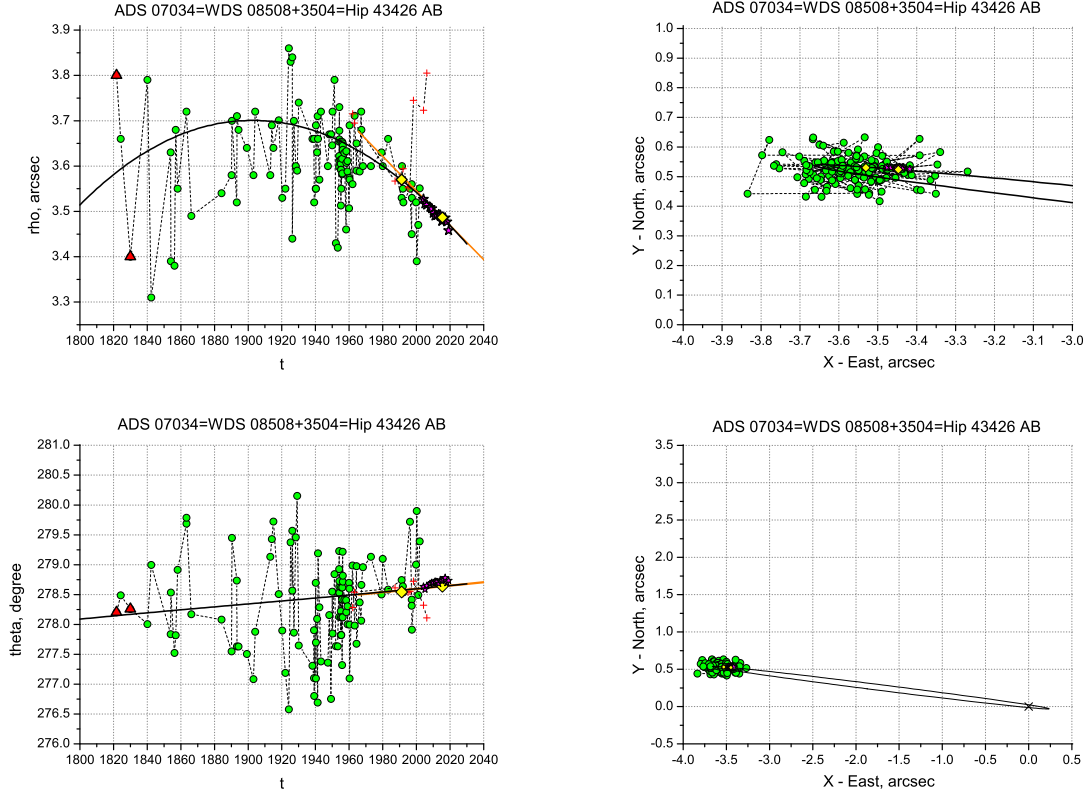 ADS 07034=WDS 08508+3504=Hip 43426 AB
3.9
3.8
3.7
3.6
3.5
3.4
3.3
rho, arcsec
1800 1820 1840 1860 1880 1900 1920 1940 1960 1980 2000 2020 2040
t
ADS 07034=WDS 08508+3504=Hip 43426 AB
1.0
0.9
0.8
0.7
0.6
0.5
0.4
0.3
0.2
0.1
0.0
Y - North, arcsec
-4.0 -3.9 -3.8 -3.7 -3.6 -3.5 -3.4 -3.3 -3.2 -3.1 -3.0
X - East, arcsec
ADS 07034=WDS 08508+3504=Hip 43426 AB
281.0
280.5
280.0
279.5
279.0
278.5
278.0
277.5
277.0
276.5
276.0
theta, degree
1800 1820 1840 1860 1880 1900 1920 1940 1960 1980 2000 2020 2040
t
ADS 07034=WDS 08508+3504=Hip 43426 AB
3.5
3.0
2.5
2.0
1.5
1.0
0.5
0.0
-0.5
Y - North, arcsec
-4.0 -3.5 -3.0 -2.5 -2.0 -1.5 -1.0 -0.5 0.0 0.5
X - East, arcsec